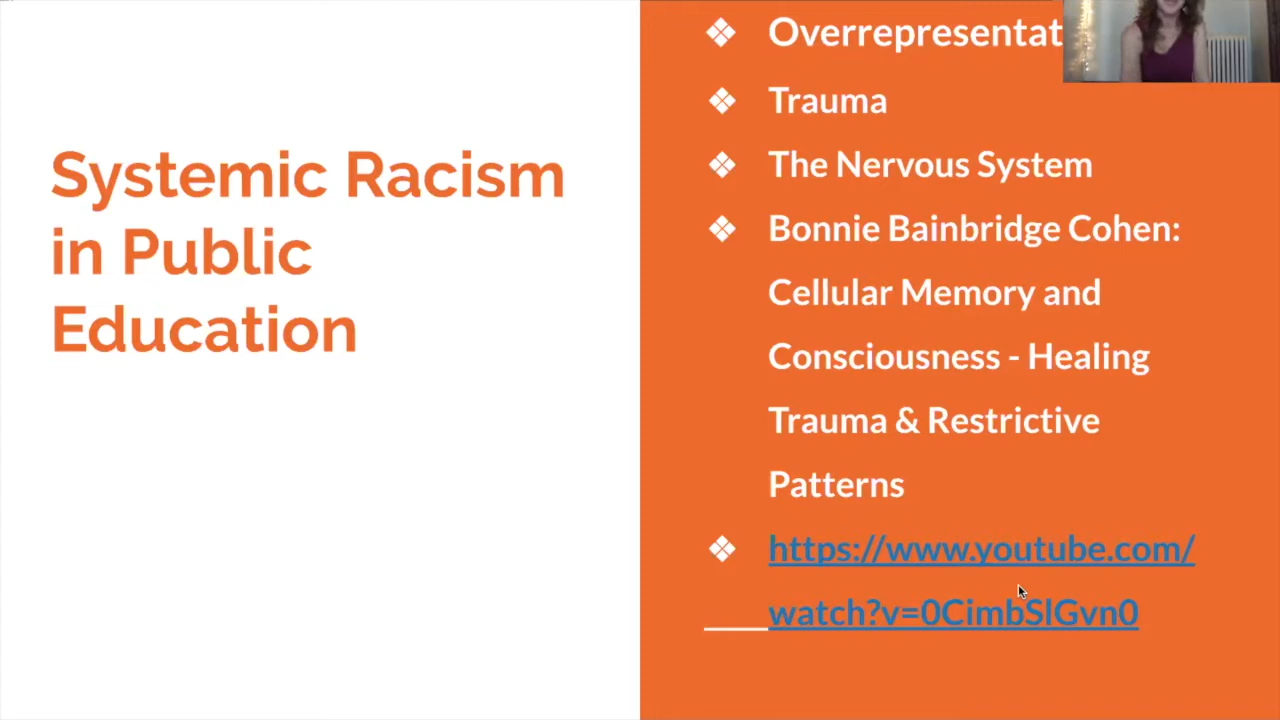 Systemic Racism
in Public
Education
❖ Overrepresentat
❖ Trauma
❖ The Nervous System
❖ Bonnie Bainbridge Cohen:
Cellular Memory and
Consciousness - Healing
Trauma & Restrictive
Patterns
❖ https://www.youtube.com/
watch?v=0CimbSlGvn0